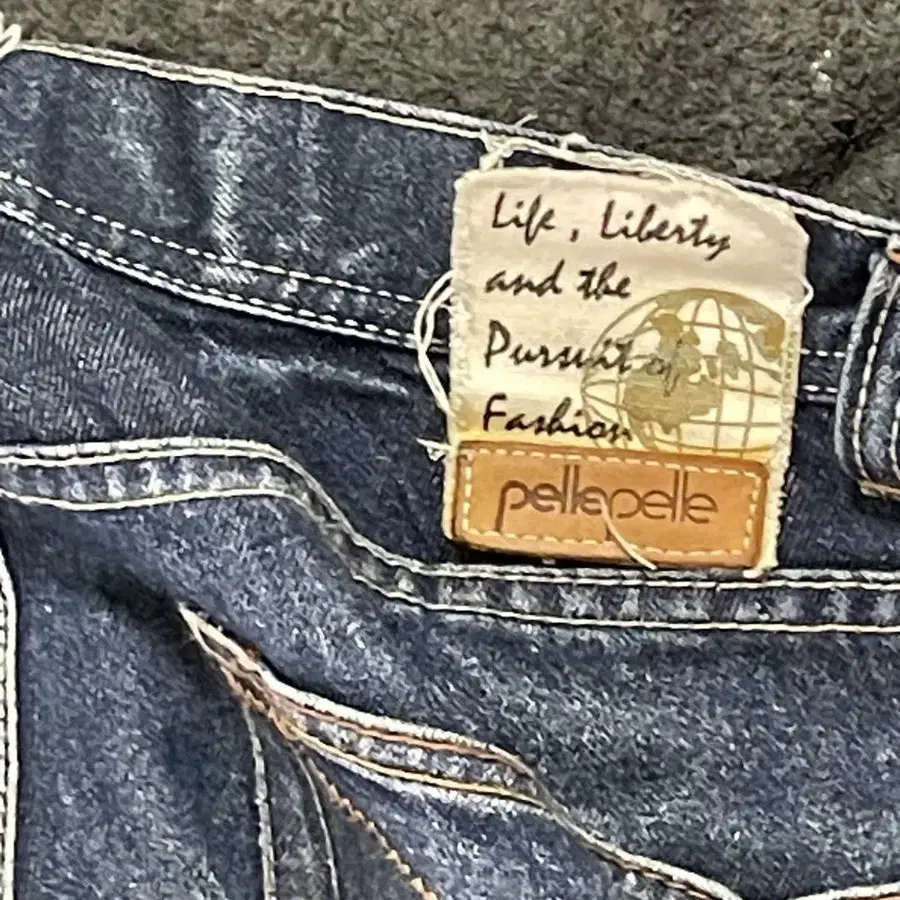 Life, Liberty
and the
Pursuit of
Fashion
pellepelle